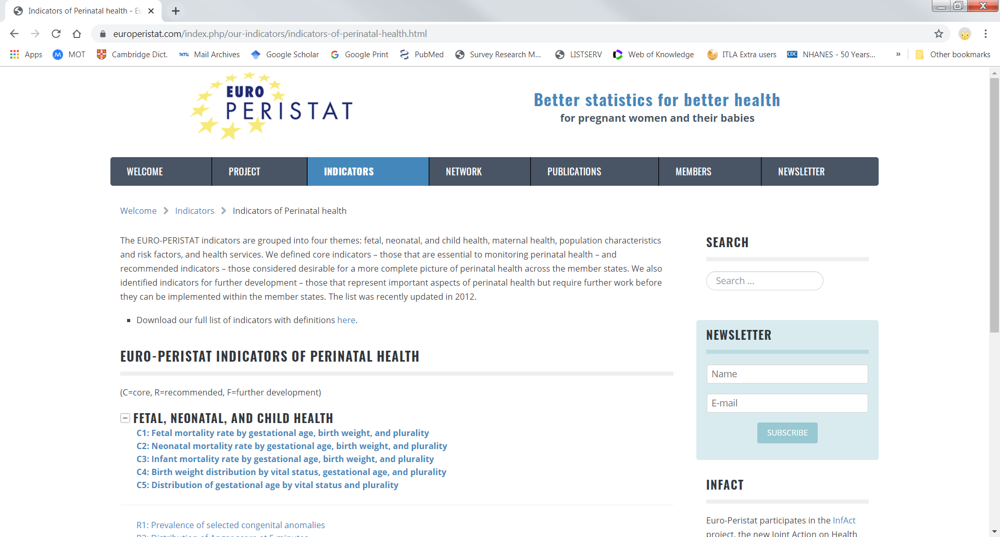 Indicators of Perinatal health - Eu
europeristat.com/index.php/our-indicators/indicators-of-perinatal-health.html
Apps MOT Cambridge Dict. Mail Archives Google Scholar Google Print PubMed Survey Research M... LISTSERV Web of Knowledge ITLA Extra users CDC NHANES - 50 Years... » Other bookmarks
EURO
PERISTAT
Better statistics for better health
for pregnant women and their babies
WELCOME PROJECT INDICATORS NETWORK PUBLICATIONS MEMBERS NEWSLETTER
Welcome Indicators Indicators of Perinatal health
The EURO-PERISTAT indicators are grouped into four themes: fetal, neonatal, and child health, maternal health, population characteristics
and risk factors, and health services. We defined core indicators – those that are essential to monitoring perinatal health – and
recommended indicators – those considered desirable for a more complete picture of perinatal health across the member states. We also
identified indicators for further development – those that represent important aspects of perinatal health but require further work before
they can be implemented within the member states. The list was recently updated in 2012.
Download our full list of indicators with definitions here.
EURO-PERISTAT INDICATORS OF PERINATAL HEALTH
(C=core, R=recommended, F=further development)
FETAL, NEONATAL, AND CHILD HEALTH
C1: Fetal mortality rate by gestational age, birth weight, and plurality
C2: Neonatal mortality rate by gestational age, birth weight, and plurality
C3: Infant mortality rate by gestational age, birth weight, and plurality
C4: Birth weight distribution by vital status, gestational age, and plurality
C5: Distribution of gestational age by vital status and plurality
R1: Prevalence of selected congenital anomalies
R2: Distribution of Apgar score at 5 minutes
SEARCH
Search ...
NEWSLETTER
Name
E-mail
SUBSCRIBE
INFACT
Euro-Peristat participates in the InfAct
project, the new Joint Action on Health